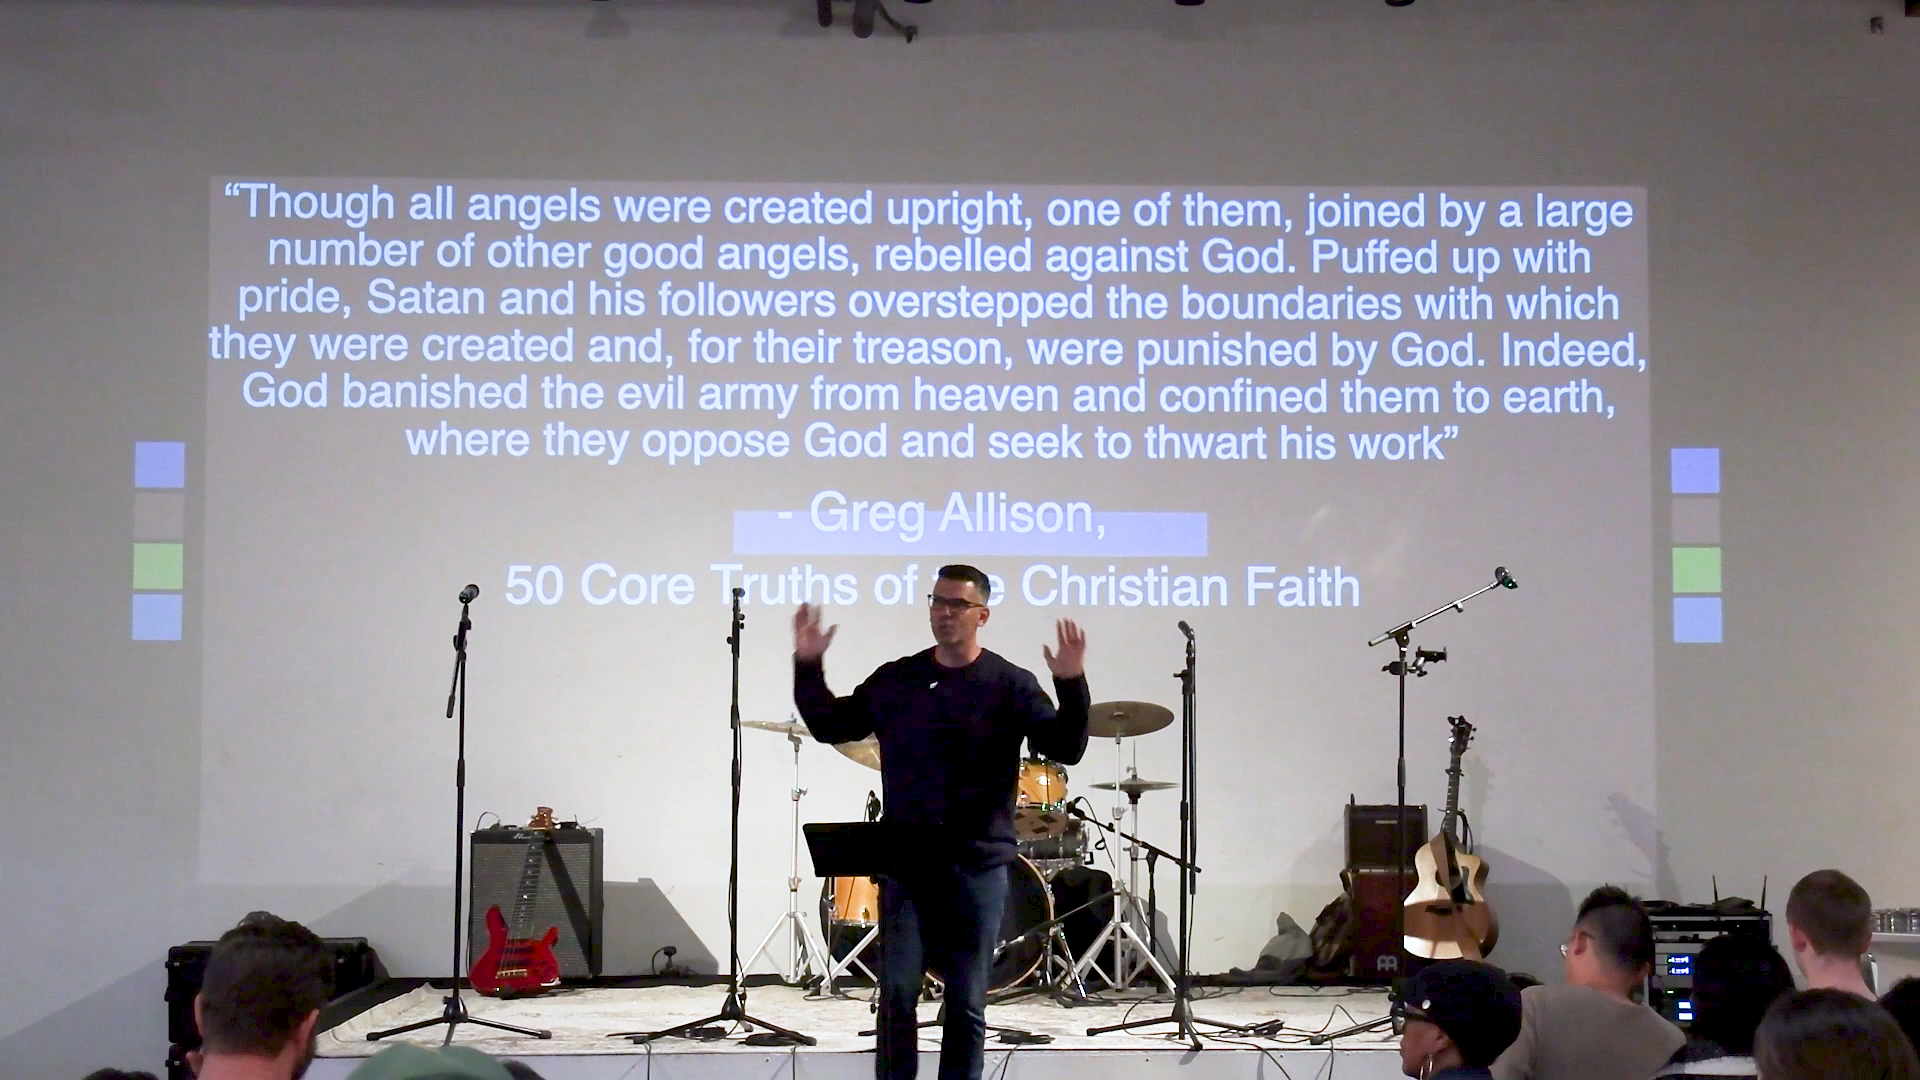 “Though all angels were created upright, one of them, joined by a large
number of other good angels, rebelled against God. Puffed up with
pride, Satan and his followers overstepped the boundaries with which
they were created and, for their treason, were punished by God. Indeed,
God banished the evil army from heaven and confined them to earth,
where they oppose God and seek to thwart his work”
- Greg Allison,
50 Core Truths of Christian Faith